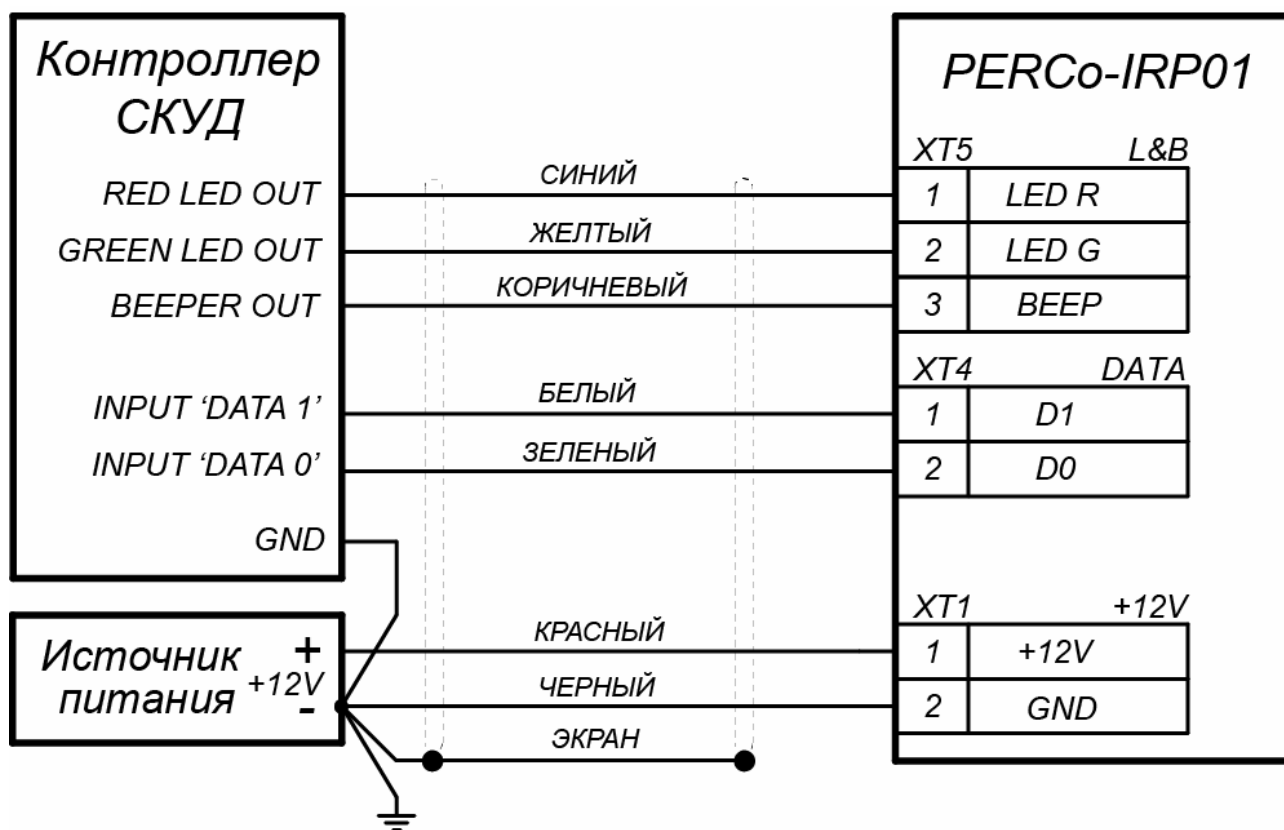 Контроллер
СКУД
RED LED OUT
GREEN LED OUT
BEEPER OUT
INPUT ‘DATA 1’
INPUT ‘DATA 0’
GND
Источник
питания
+
+12V
-
СИНИЙ
ЖЕЛТЫЙ
КОРИЧНЕВЫЙ
БЕЛЫЙ
ЗЕЛЕНЫЙ
КРАСНЫЙ
ЧЕРНЫЙ
ЭКРАН
PERCo-IRP01
XT5 L&B
1 LED R
2 LED G
3 BEEP
XT4 DATA
1 D1
2 D0
XT1 +12V
1 +12V
2 GND